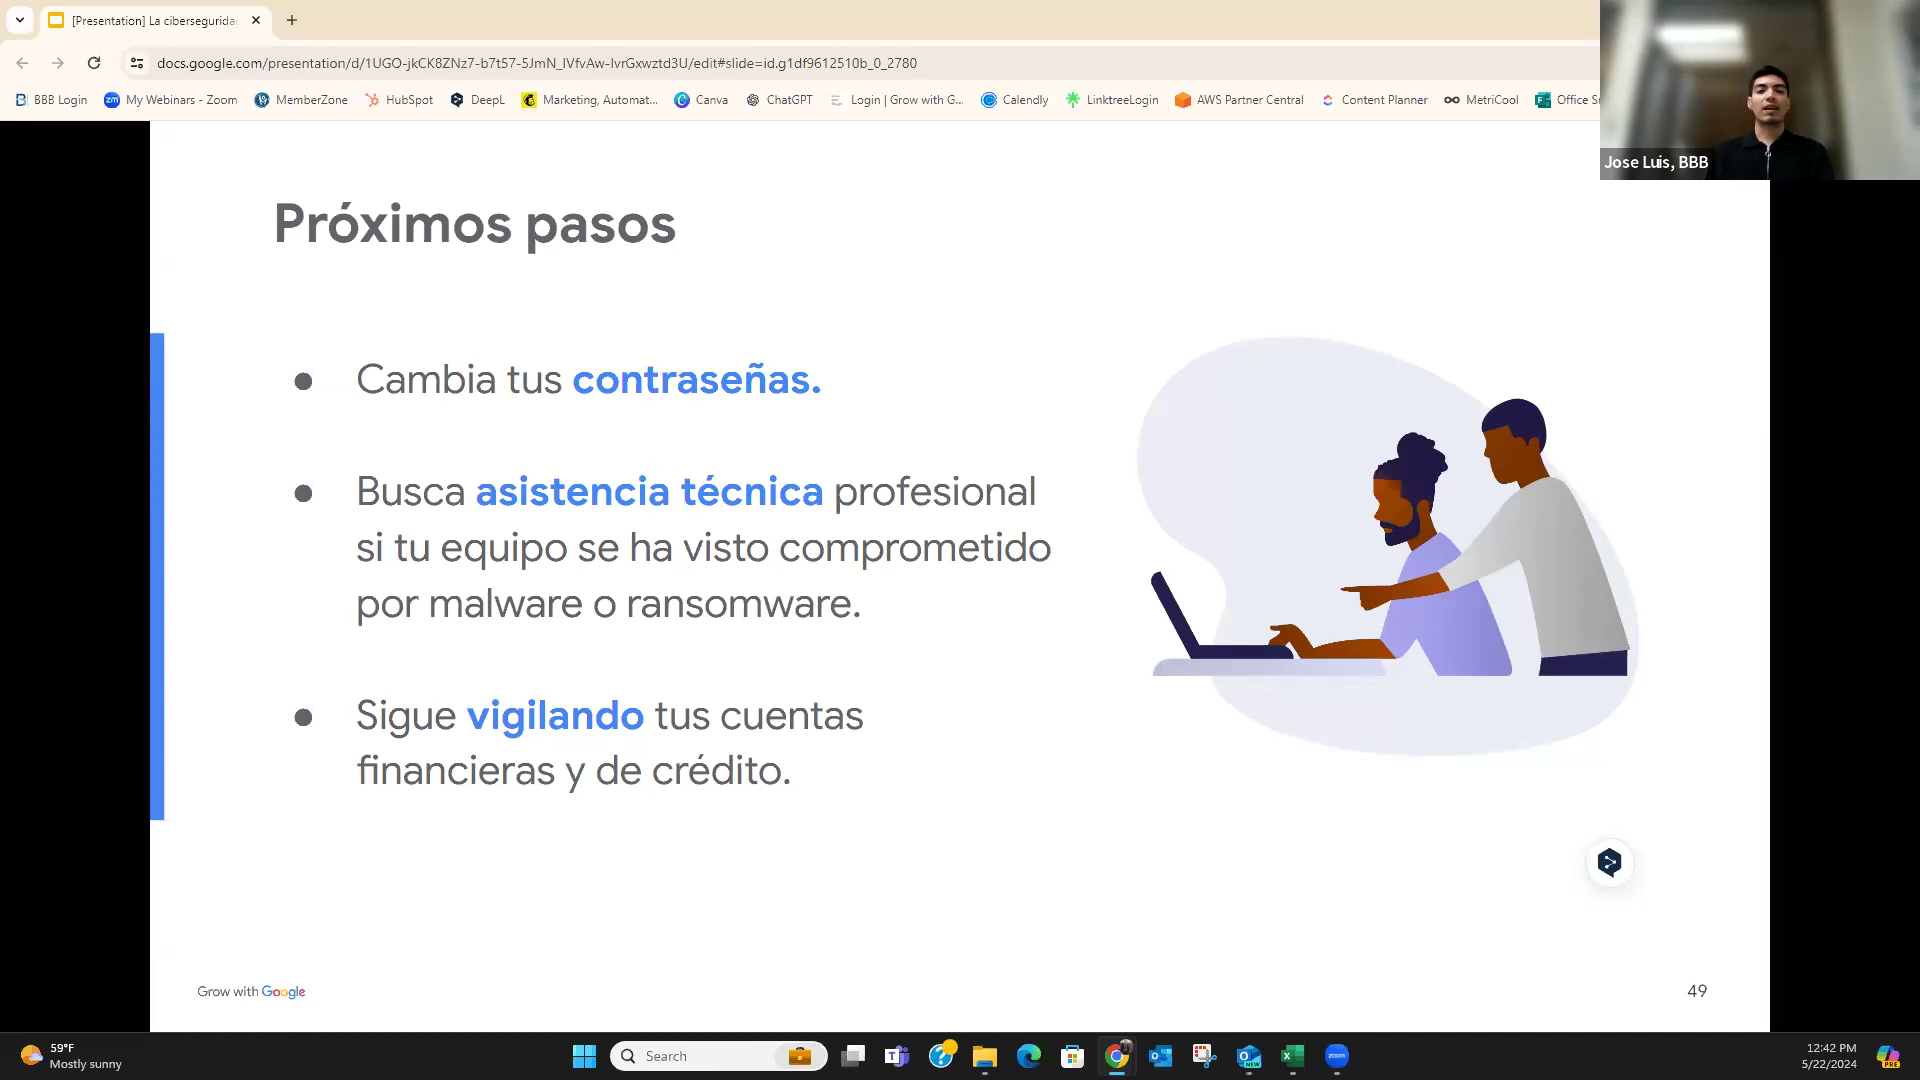 [Presentation] La ciberseguridad
docs.google.com/presentation/d/1UGO-jkCK8ZNz7-b7t57-5JmN_IVfvAw-IvrGxwztd3U/edit#slide=id.g1df9612510b_0_2780
BBB Login
My Webinars - Zoom
MemberZone
HubSpot
DeepL
Marketing, Automat...
Canva
ChatGPT
Login | Grow with G...
Calendly
LinktreeLogin
AWS Partner Central
Content Planner
MetriCool
Office S
Jose Luis, BBB
Próximos pasos
● Cambia tus contraseñas.
● Busca asistencia técnica profesional
si tu equipo se ha visto comprometido
por malware o ransomware.
● Sigue vigilando tus cuentas
financieras y de crédito.
Grow with Google
49
59°F
Mostly sunny
Search
12:42 PM
5/22/2024